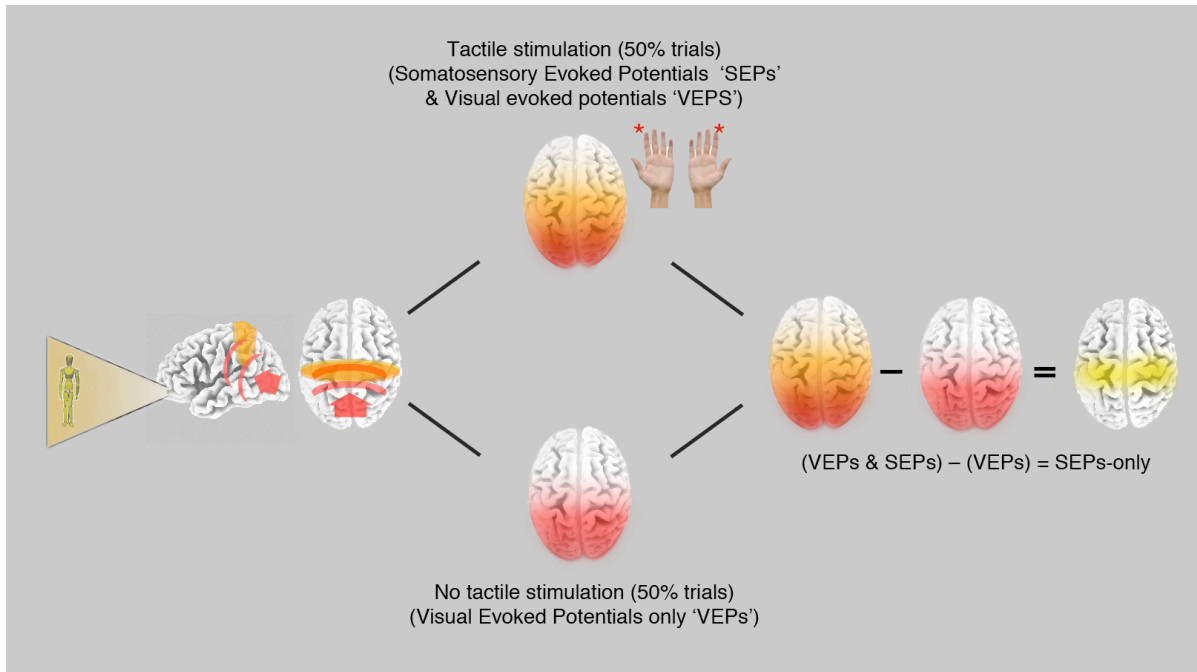 Tactile stimulation (50% trials)
(Somatosensory Evoked Potentials ‘SEPs’
& Visual evoked potentials ‘VEPS’)
(VEPs & SEPs) – (VEPs) = SEPs-only
No tactile stimulation (50% trials)
(Visual Evoked Potentials only ‘VEPs’)